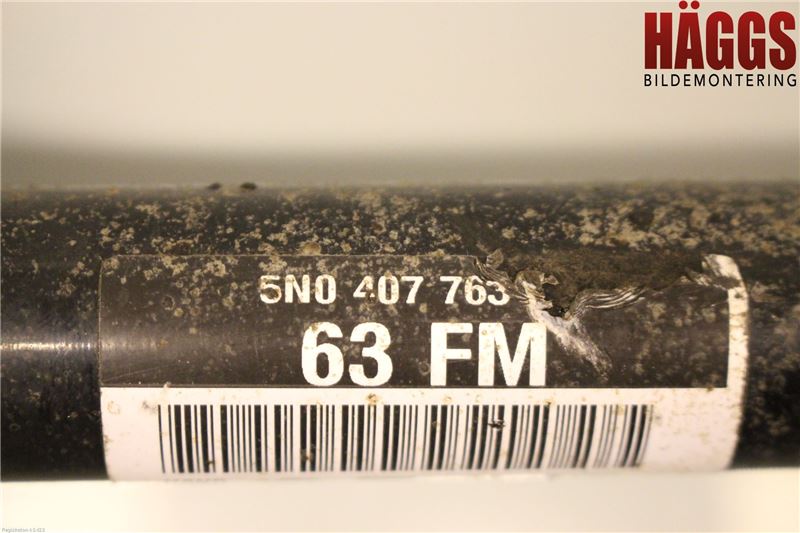 HÄGGS
BILDEMONTERING
5N0 407 763
63 FM